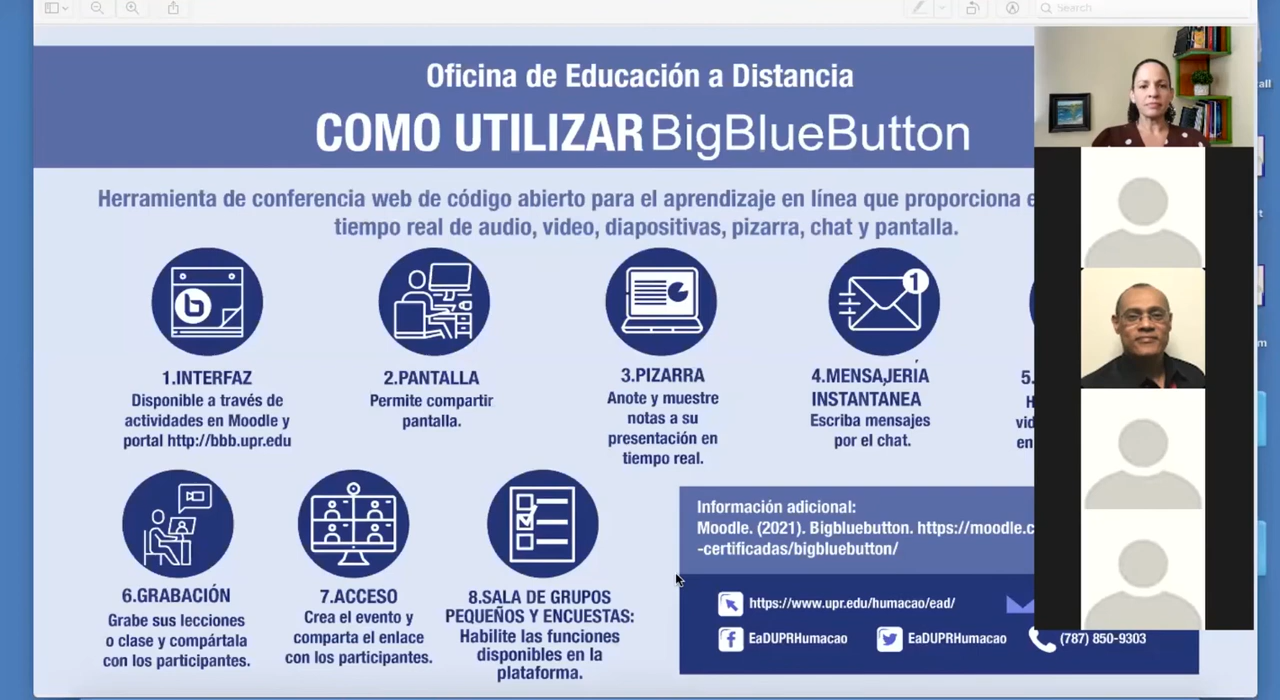 Search
Oficina de Educación a Distancia
COMO UTILIZAR BigBlueButton
Herramienta de conferencia web de código abierto para el aprendizaje en línea que proporciona
tiempo real de audio, video, diapositivas, pizarra, chat y pantalla.
1.INTERFAZ
Disponible a través de
actividades en Moodle y
portal http://bbb.upr.edu
2.PANTALLA
Permite compartir
pantalla.
3.PIZARRA
Anote y muestre
notas a su
presentación en
tiempo real.
1
4.MENSAJERÍA
INSTANTANEA
Escriba mensajes
por el chat.
5.
en
6.GRABACIÓN
Grabe sus lecciones
o clase y compártala
con los participantes.
7.ACCESO
Crea el evento y
comparta el enlace
con los participantes.
8.SALA DE GRUPOS
PEQUEÑOS Y ENCUESTAS:
Habilite las funciones
disponibles en la
plataforma.
Información adicional:
Moodle. (2021). Bigbluebutton. https://moodle.c
-certificadas/bigbluebutton/
https://www.upr.edu/humacao/ead/
EaDUPRHumacao
EaDUPRHumacao
(787) 850-9303